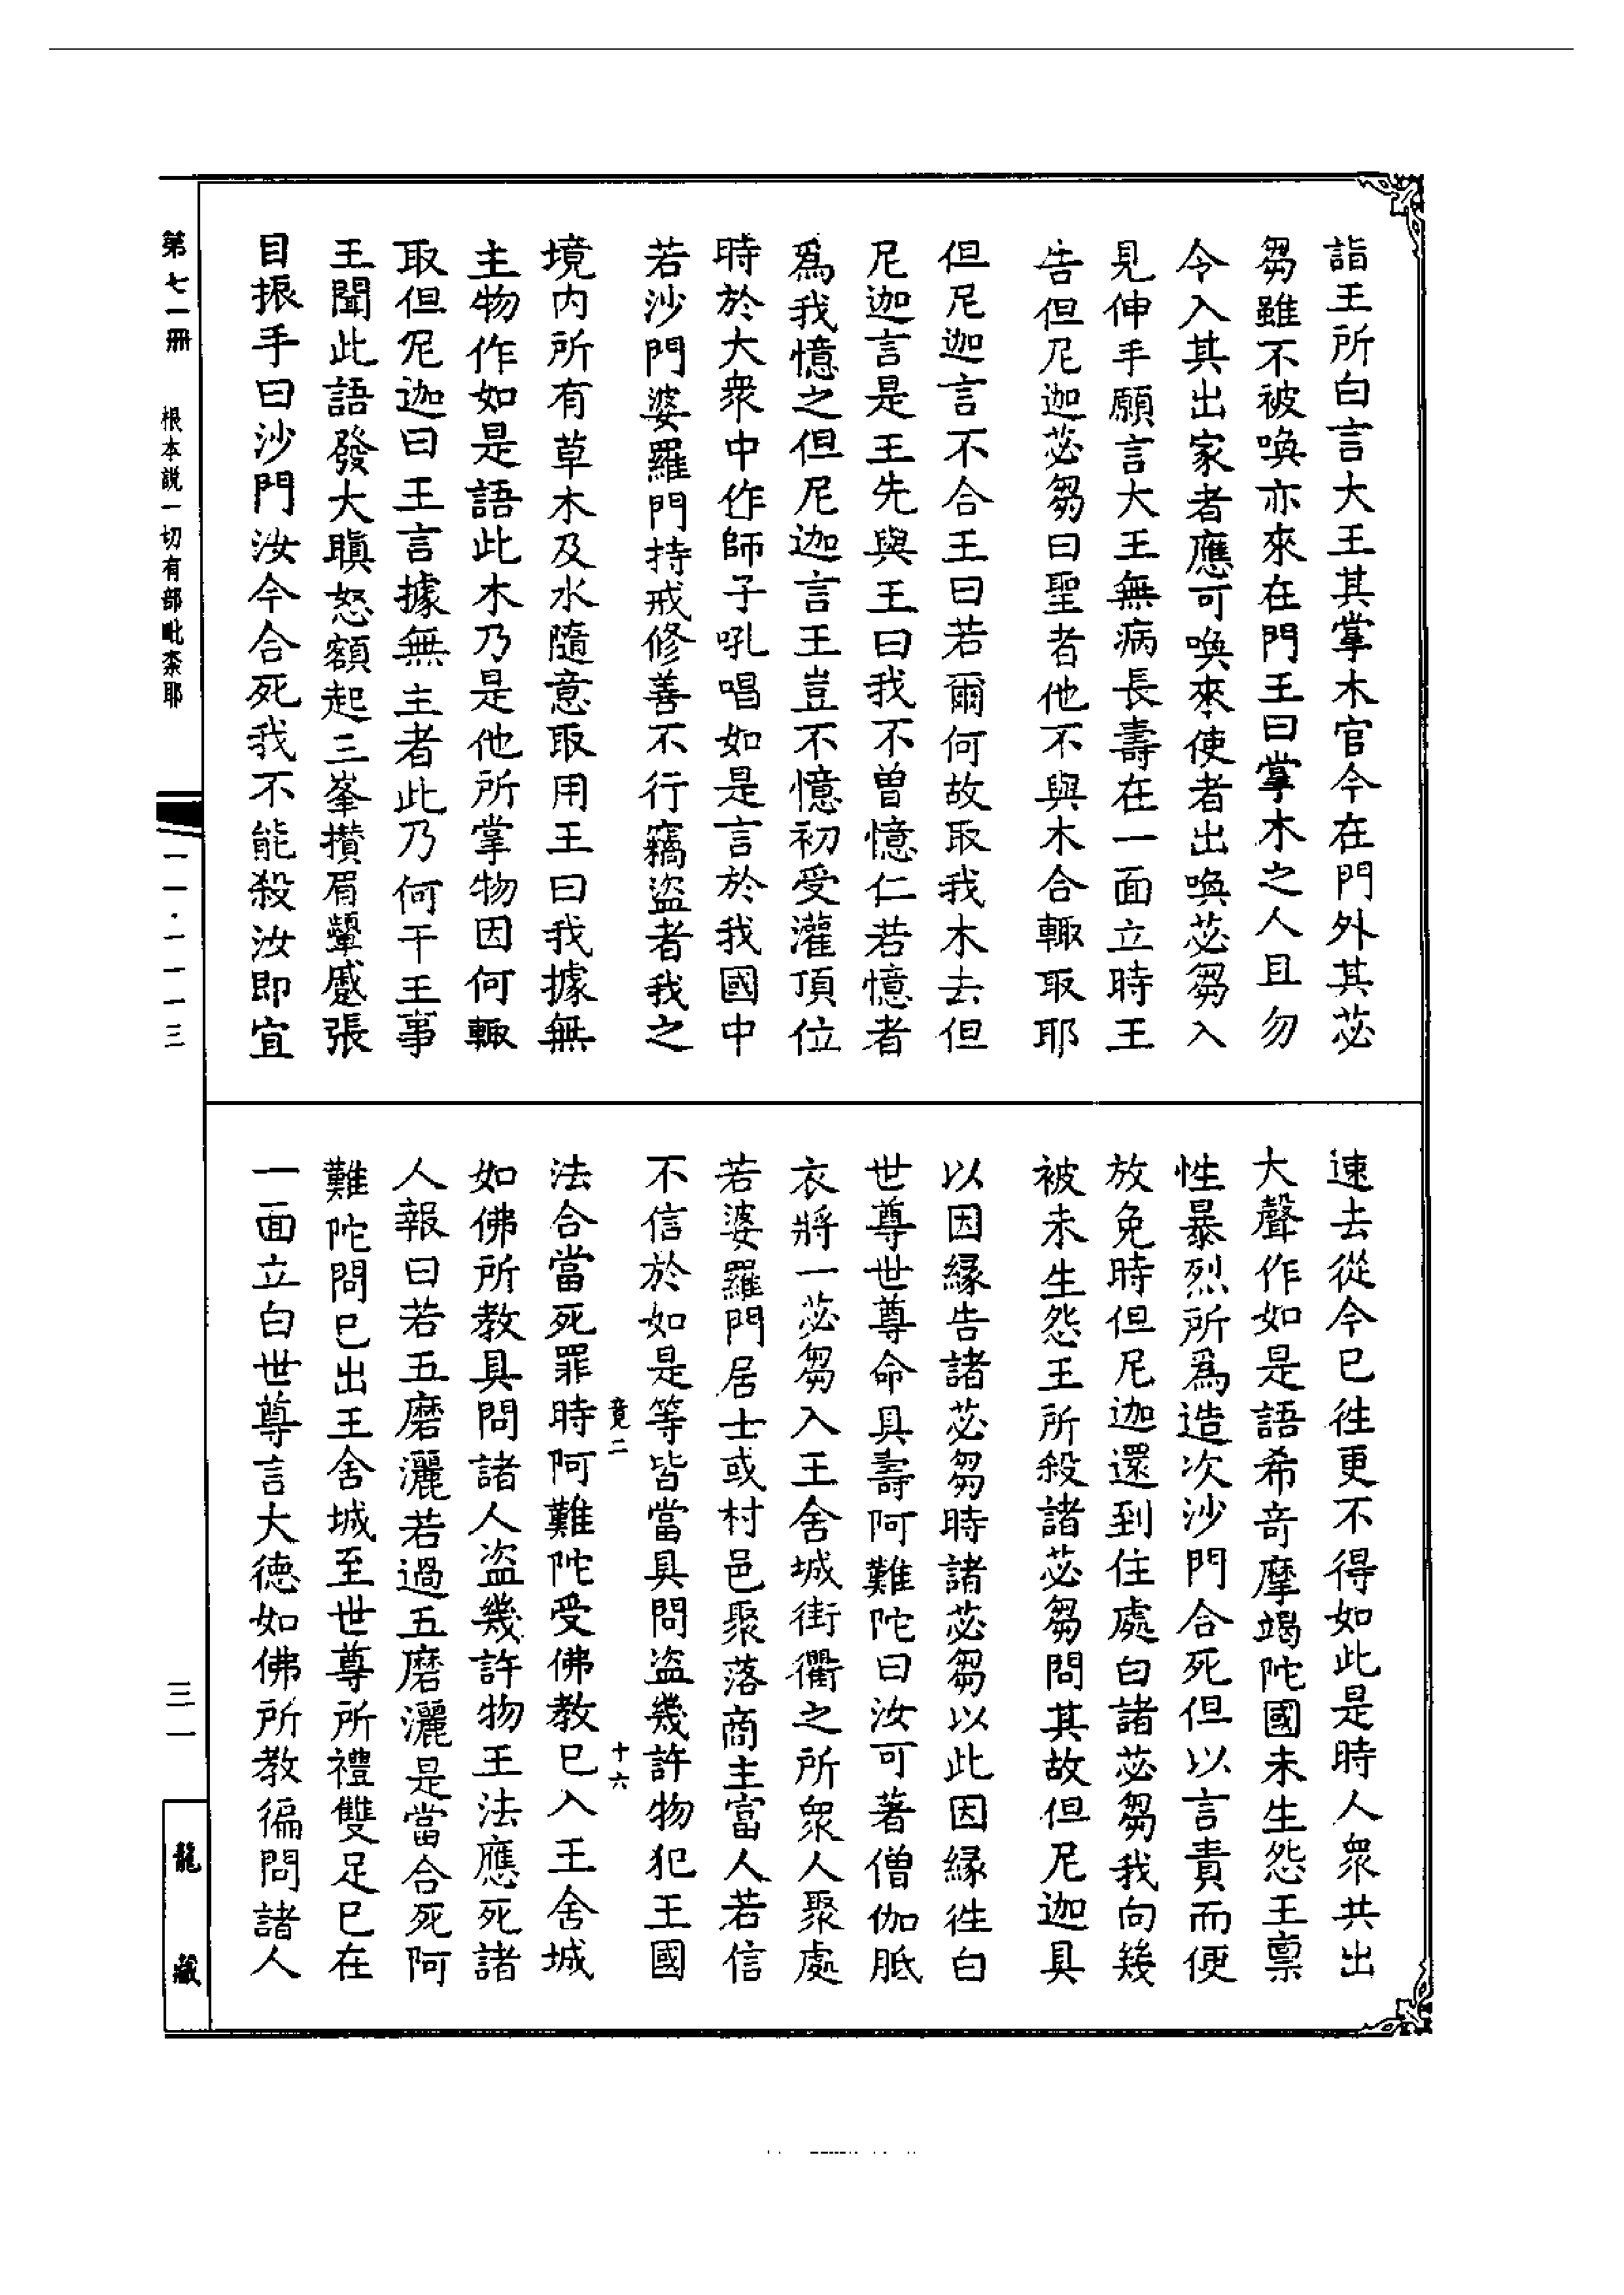 詣王所白言大王其掌木官今在門外其苾
芻雖不被喚亦來在門王曰掌木之人且勿
令入其出家者應可喚來使者出喚苾芻入
見伸手願言大王無病長壽在一面立時王
告但尼迦苾芻曰聖者他不與木合輙取耶
但尼迦言不合王曰若爾何故取我木去但
尼迦言是王先與王曰我不曾憶仁若憶者
爲我憶之但尼迦言王豈不憶初受灌頂位
時於大衆中作師子吼唱如是言於我國中
若沙門婆羅門持戒修善不行竊盜者我之
境内所有草木及水隨意取用王曰我據無
主物作如是語此木乃是他所掌物因何輙
取但尼迦曰王言據無主者此乃何干王事
王聞此語發大瞋怒額起三峯攢眉顰蹙張
目振手曰沙門汝今合死我不能殺汝即宜
速去從今已往更不得如此是時人衆共出
大聲作如是語希奇摩竭陀國未生怨王禀
性暴烈所爲造次沙門合死但以言責而便
放免時但尼迦還到住處白諸苾芻我向幾
被未生怨王所殺諸苾芻問其故但尼迦具
以因緣告諸苾芻時諸苾芻以此因緣往白
世尊世尊命具壽阿難陀曰汝可著僧伽胝
衣將一苾芻入王舍城街衢之所衆人聚處
若婆羅門居士或村邑聚落商主富人若信
不信於如是等皆當具問盜幾許物犯王國
法合當死罪時阿難陀受佛教已入王舍城
如佛所教具問諸人盜幾許物王法應死諸
人報曰若五磨灑若過五磨灑是當合死阿
難陀問已出王舍城至世尊所禮雙足已在
一面立白世尊言大德如佛所教徧問諸人
竟二
十六
第七一冊 根本說一切有部毗柰耶
一一·一一一三
三一
龍藏